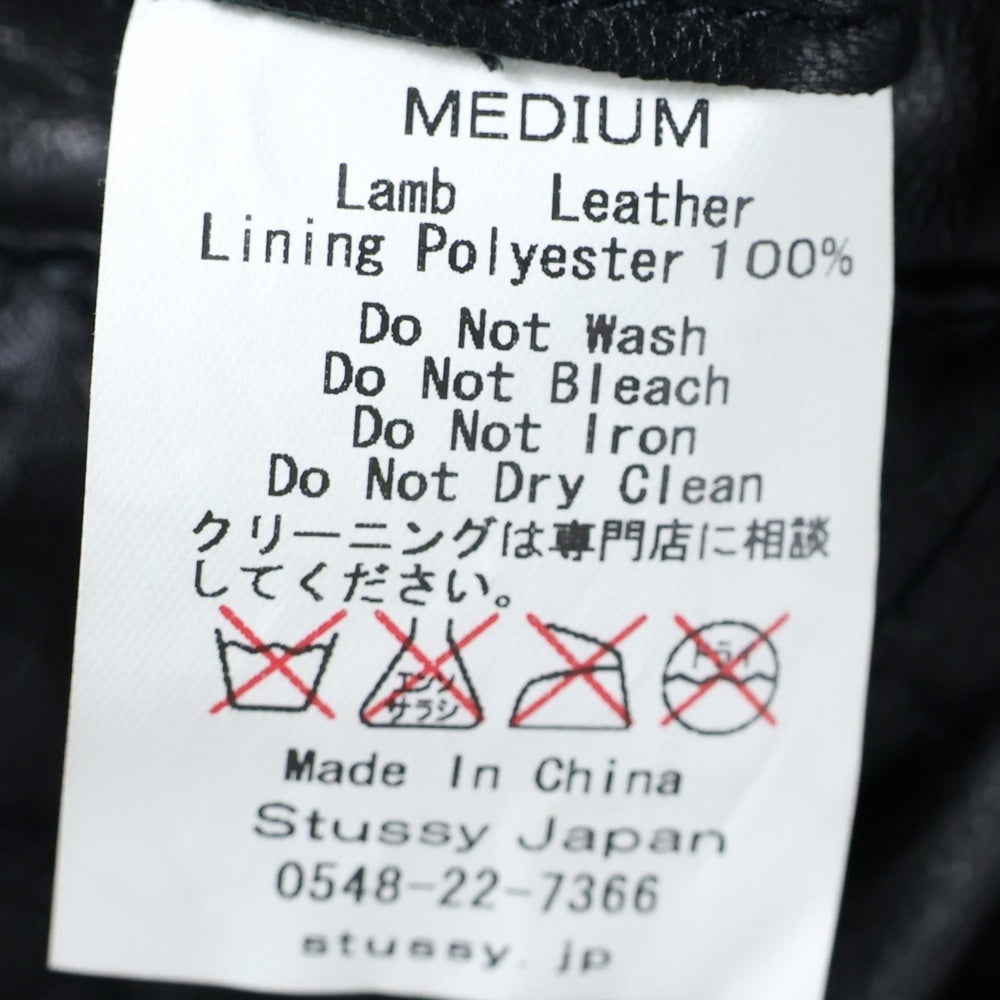 MEDIUM
Lamb Leather
Lining Polyester 100%
Do Not Wash
Do Not Bleach
Do Not Iron
Do Not Dry Clean
クリーニングは専門店に相談
してください。
エンソ
サラシ
ドライ
Made In China
Stussy Japan
0548-22-7366
stussy.jp